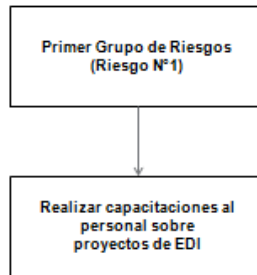 Primer Grupo de Riesgos
(Riesgo N°1)
Realizar capacitaciones al
personal sobre
proyectos de EDI